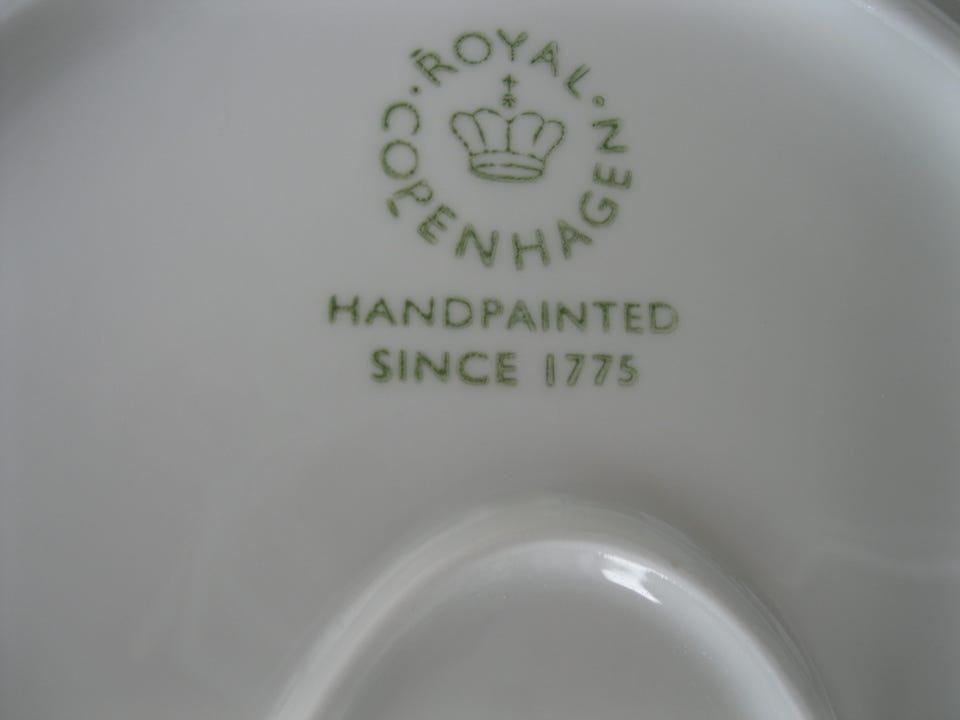 ROYAL
COPENHAGEN
HANDPAINTED
SINCE 1775